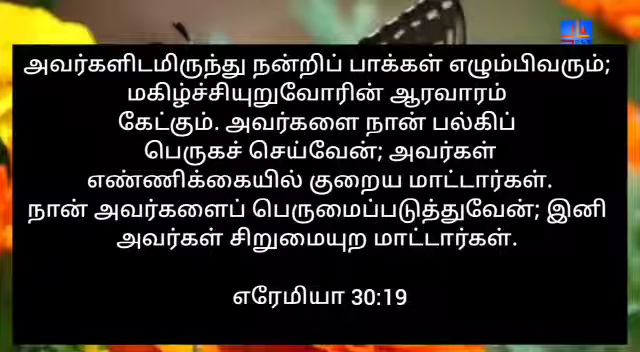 அவர்களிடமிருந்து நன்றிப் பாக்கள் எழும்பிவரும்;
மகிழ்ச்சியுறுவோரின் ஆரவாரம்
கேட்கும். அவர்களை நான் பல்கிப்
பெருகச் செய்வேன்; அவர்கள்
எண்ணிக்கையில் குறைய மாட்டார்கள்.
நான் அவர்களைப் பெருமைப்படுத்துவேன்; இனி
அவர்கள் சிறுமையுற மாட்டார்கள்.
எரேமியா 30:19